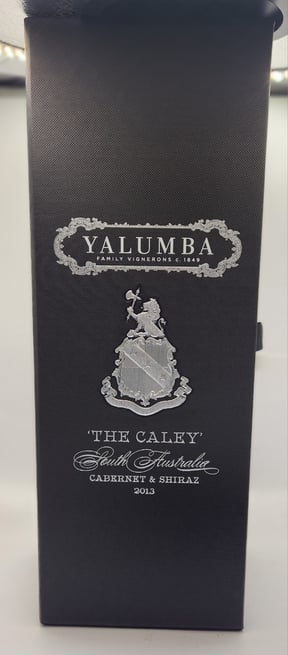 YALUMBA
FAMILY VIGNERONS c. 1849
'THE CALEY'
South Australia
CABERNET & SHIRAZ
2013